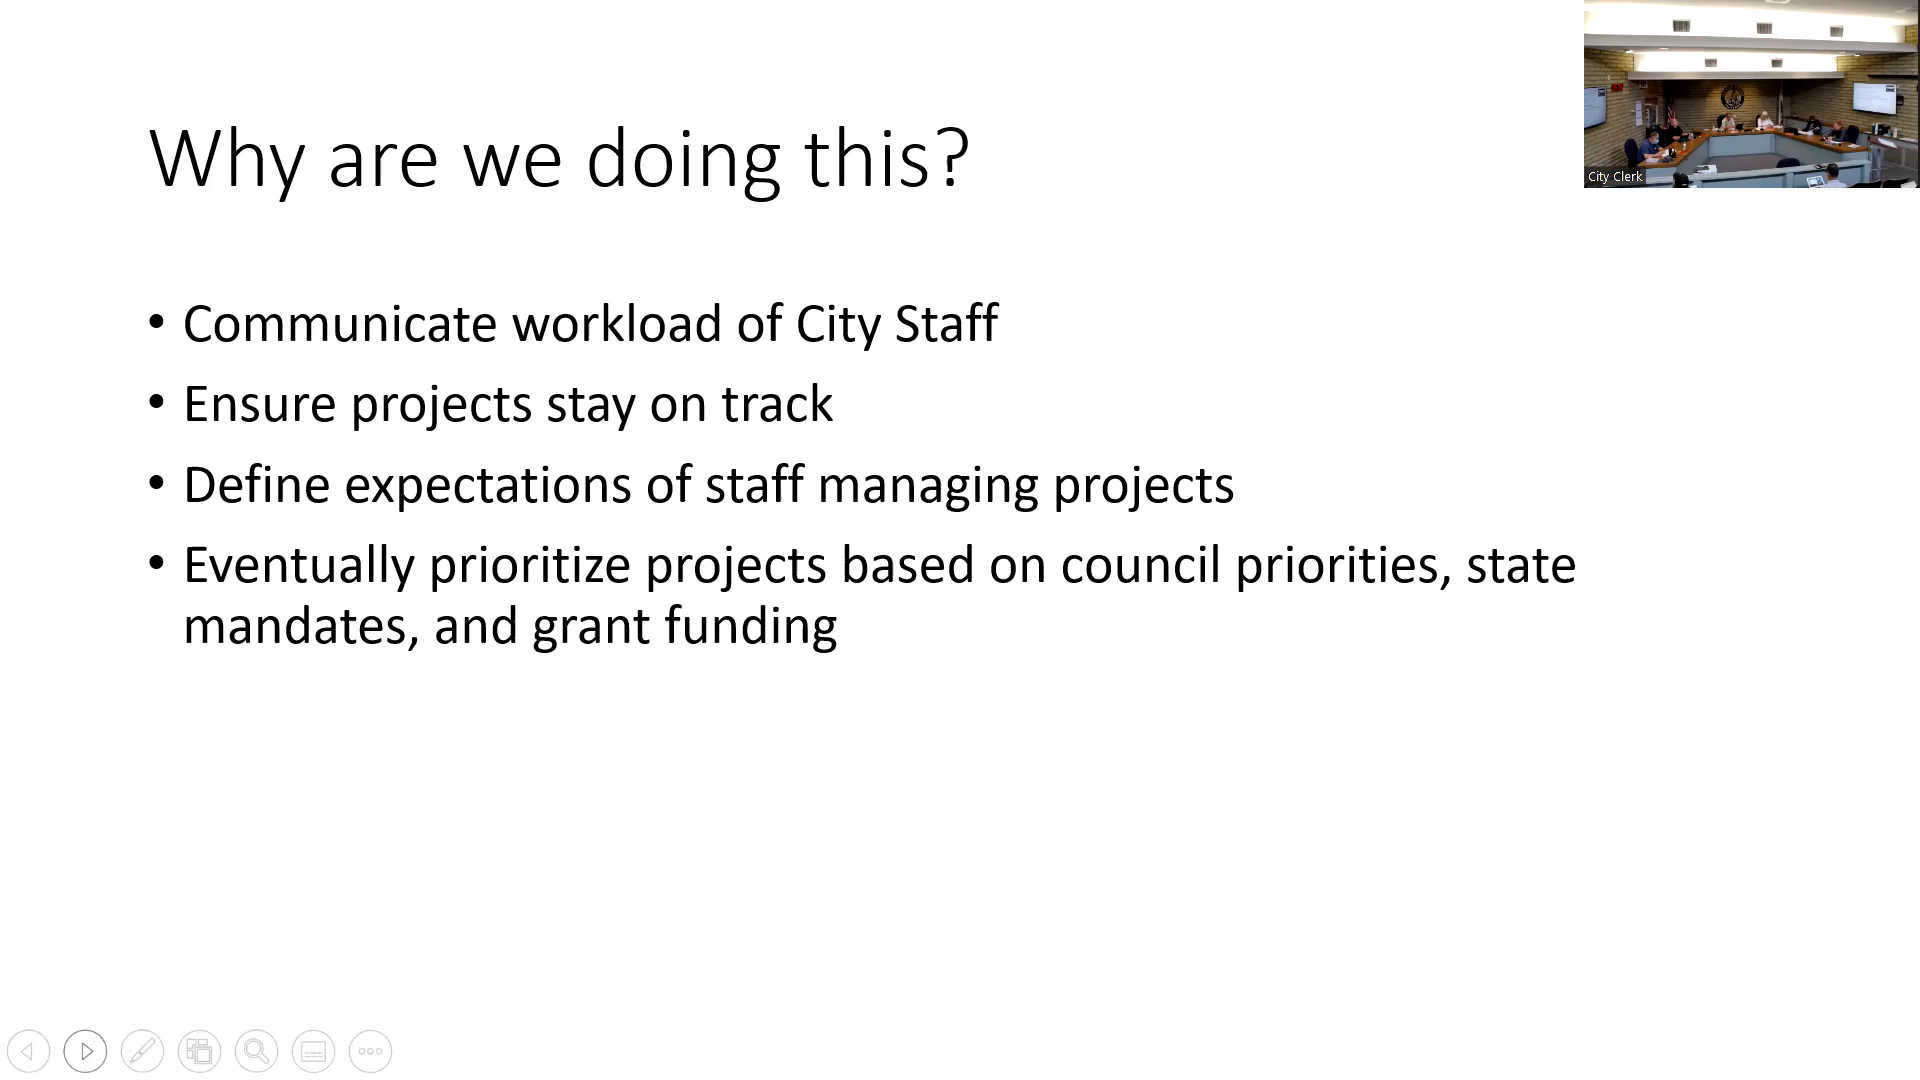 Why are we doing this?
• Communicate workload of City Staff
• Ensure projects stay on track
• Define expectations of staff managing projects
• Eventually prioritize projects based on council priorities, state
mandates, and grant funding
City Clerk